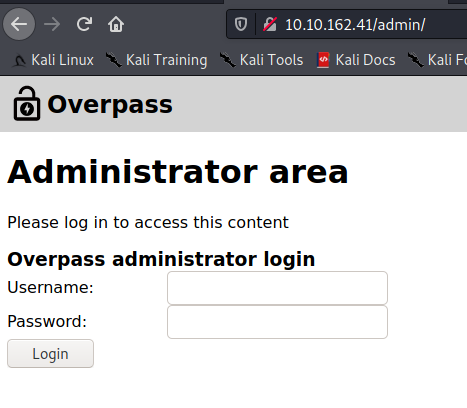 10.10.162.41/admin/
Kali Linux Kali Training Kali Tools Kali Docs Kali
Overpass
Administrator area
Please log in to access this content
Overpass administrator login
Username:
Password:
Login